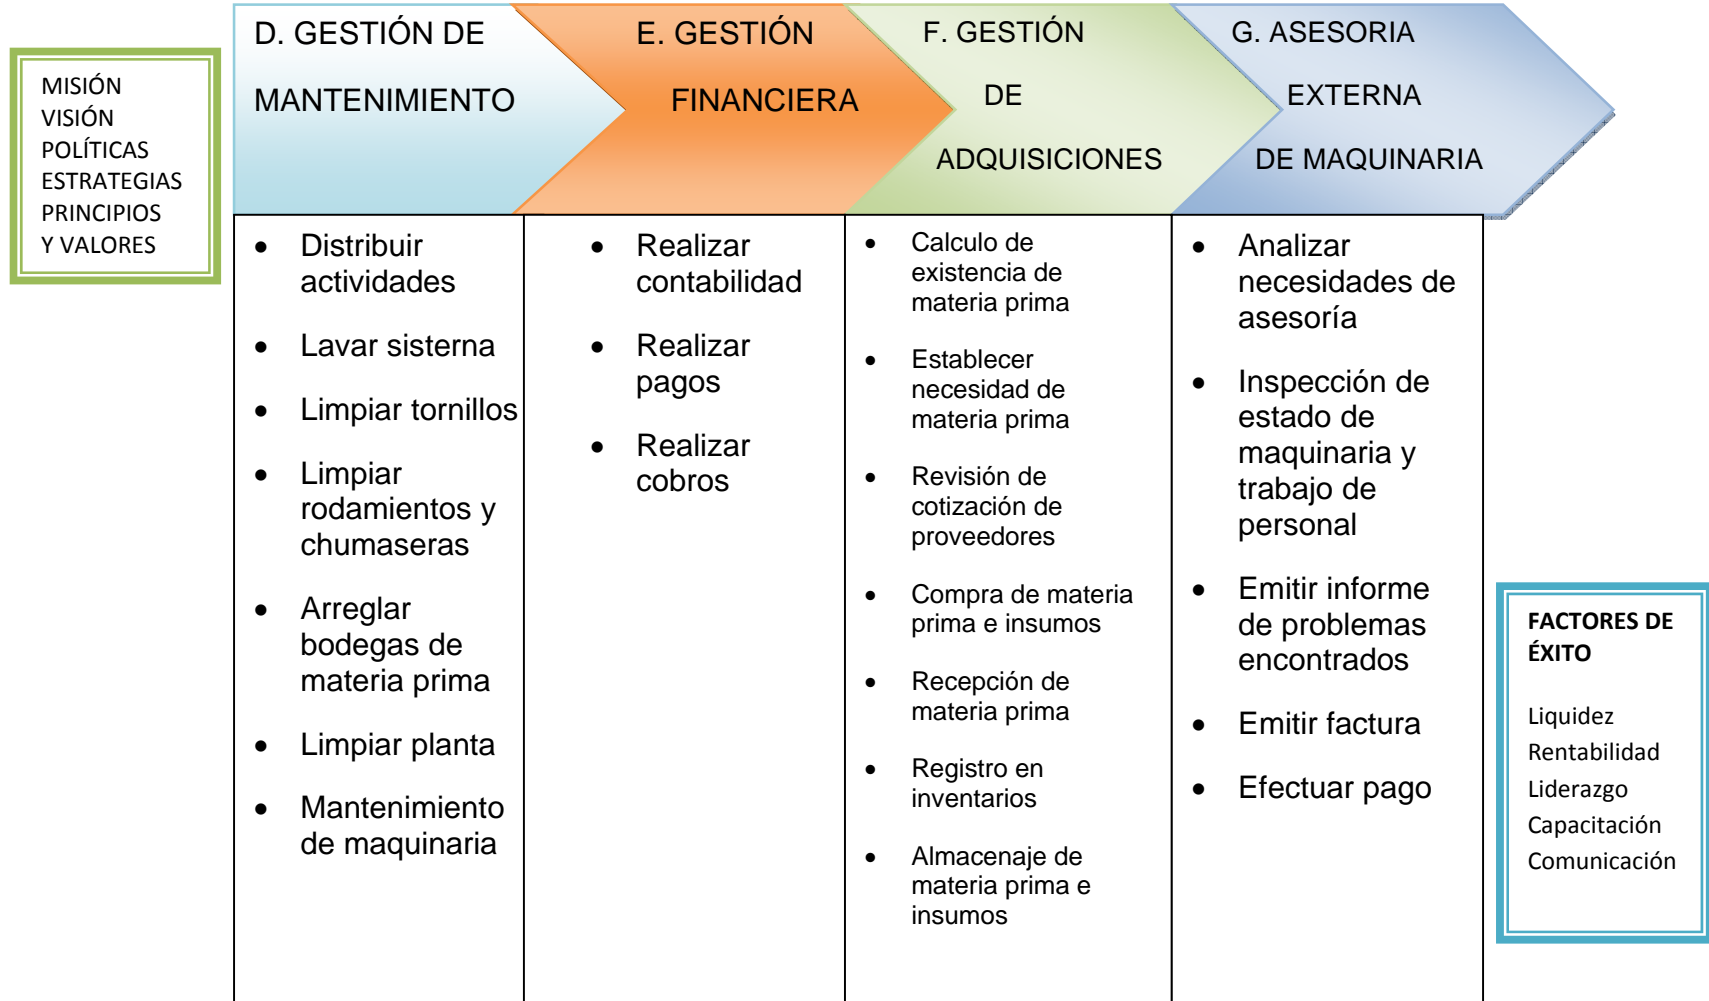 MISIÓN
VISIÓN
POLÍTICAS
ESTRATEGIAS
PRINCIPIOS
Y VALORES
D. GESTIÓN DE
MANTENIMIENTO
• Distribuir
actividades
• Lavar sisterna
• Limpiar tornillos
• Limpiar
rodamientos y
chumaseras
• Arreglar
bodegas de
materia prima
• Limpiar planta
• Mantenimiento
de maquinaria
E. GESTIÓN
FINANCIERA
• Realizar
contabilidad
• Realizar
pagos
• Realizar
cobros
F. GESTIÓN
DE
ADQUISICIONES
• Calculo de
existencia de
materia prima
• Establecer
necesidad de
materia prima
• Revisión de
cotización de
proveedores
• Compra de materia
prima e insumos
• Recepción de
materia prima
• Registro en
inventarios
• Almacenaje de
materia prima e
insumos
G. ASESORIA
EXTERNA
DE MAQUINARIA
• Analizar
necesidades de
asesoría
• Inspección de
estado de
maquinaria y
trabajo de
personal
• Emitir informe
de problemas
encontrados
• Emitir factura
• Efectuar pago
FACTORES DE
ÉXITO
Liquidez
Rentabilidad
Liderazgo
Capacitación
Comunicación